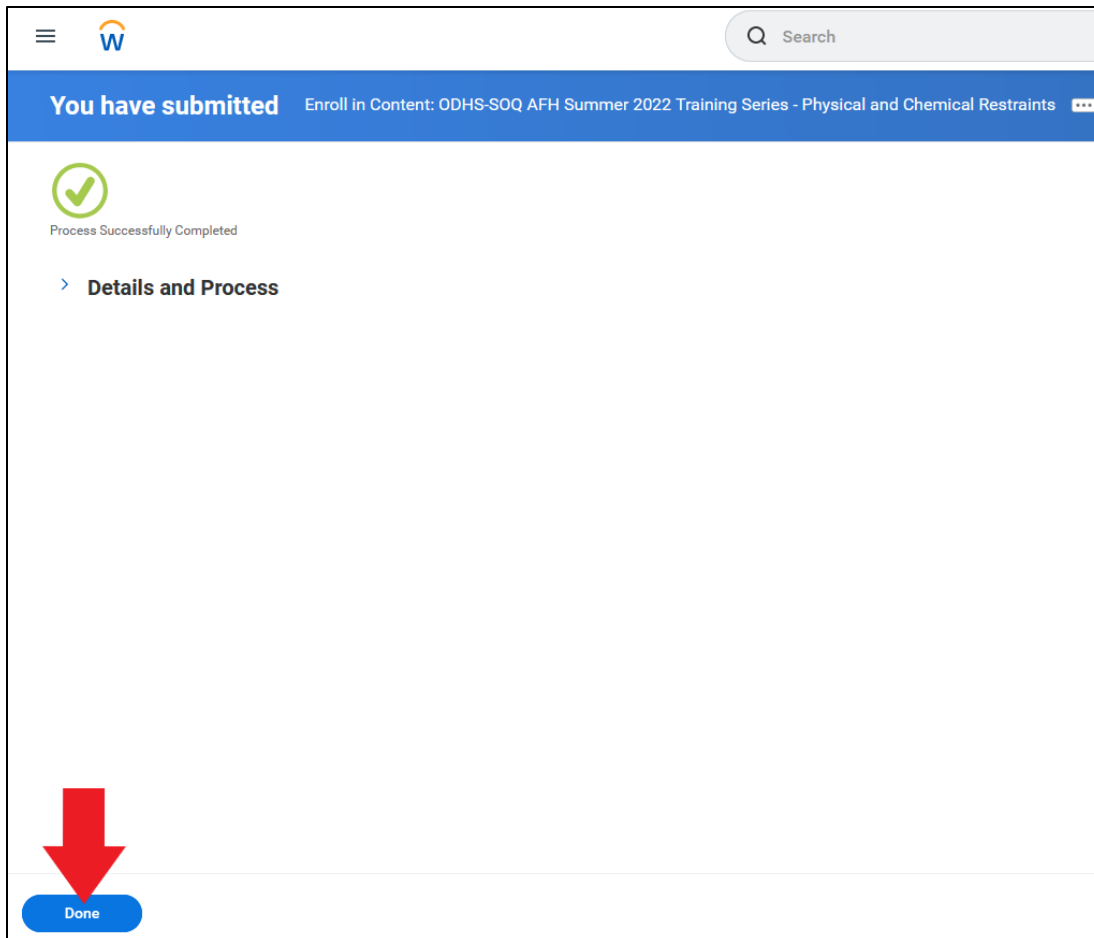 W
Search
You have submitted Enroll in Content: ODHS-SOQ AFH Summer 2022 Training Series - Physical and Chemical Restraints
Process Successfully Completed
Details and Process
Done